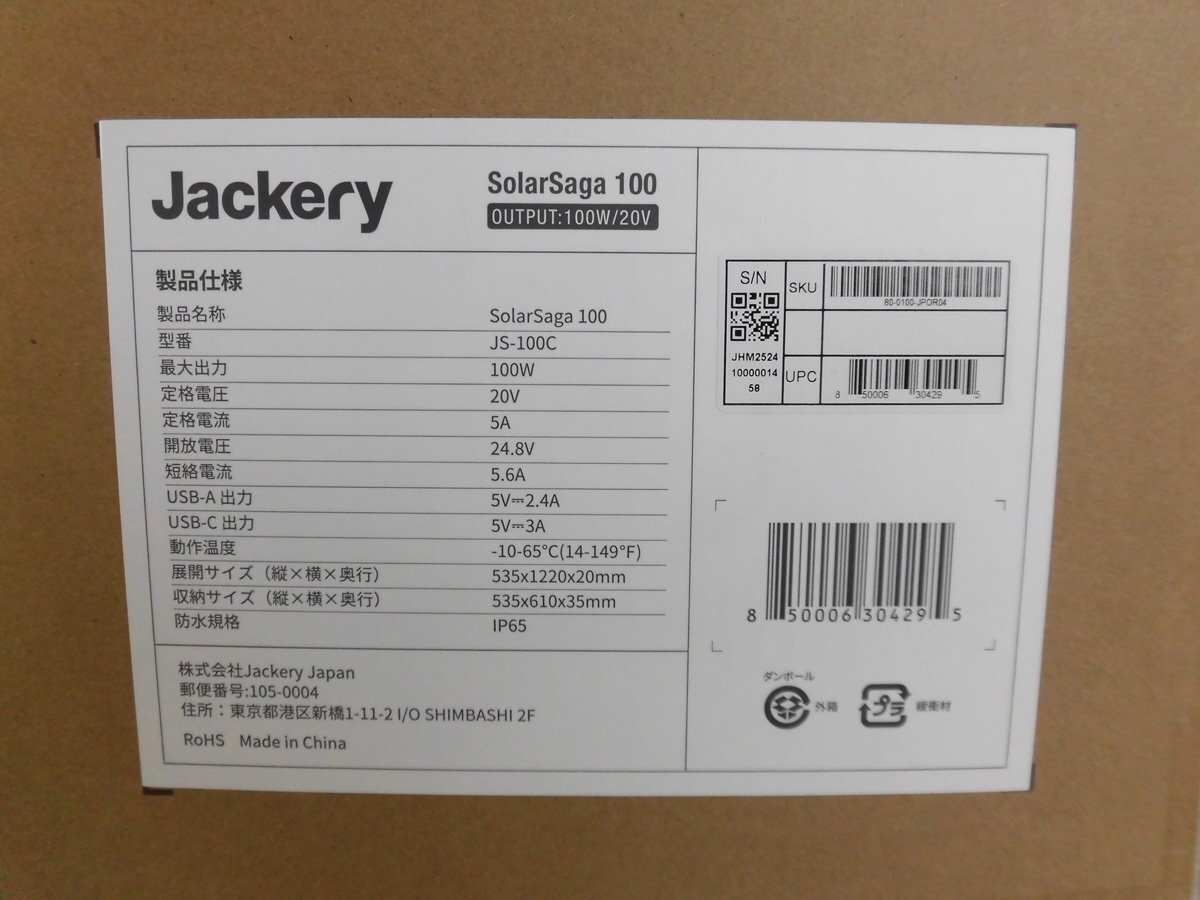 Jackery
SolarSaga 100
OUTPUT:100W/20V
製品仕様
製品名称 SolarSaga 100
型番 JS-100C
最大出力 100W
定格電圧 20V
定格電流 5A
開放電圧 24.8V
短絡電流 5.6A
USB-A 出力 5V⎓2.4A
USB-C 出力 5V⎓3A
動作温度 -10-65℃(14-149℉)
展開サイズ（縦×横×奥行） 535x1220x20mm
収納サイズ（縦×横×奥行） 535x610x35mm
防水規格 IP65
株式会社Jackery Japan
郵便番号:105-0004
住所：東京都港区新橋1-11-2 I/O SHIMBASHI 2F
RoHS Made in China
S/N
JHM2524
10000014
58
SKU
80-0100-JPOR04
UPC
8 50006 30429 5
8 50006 30429 5
ダンボール
外箱
プラ
緩衝材